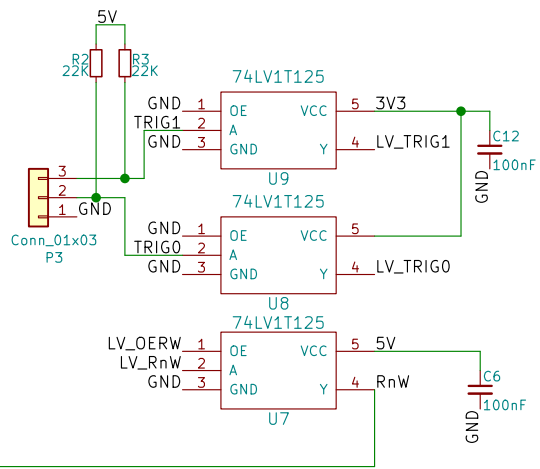 5V
R2
22K
R3
22K
74LV1T125
GND 1 OE VCC 5 3V3
TRIG1 2 A
GND 3 GND Y 4 LV_TRIG1
U9
C12
100nF
GND
3
2
1 GND
Conn_01x03
P3
74LV1T125
GND 1 OE VCC 5
TRIG0 2 A
GND 3 GND Y 4 LV_TRIG0
U8
74LV1T125
LV_OERW 1 OE VCC 5 5V
LV_RnW 2 A
GND 3 GND Y 4 RnW
U7
C6
100nF
GND